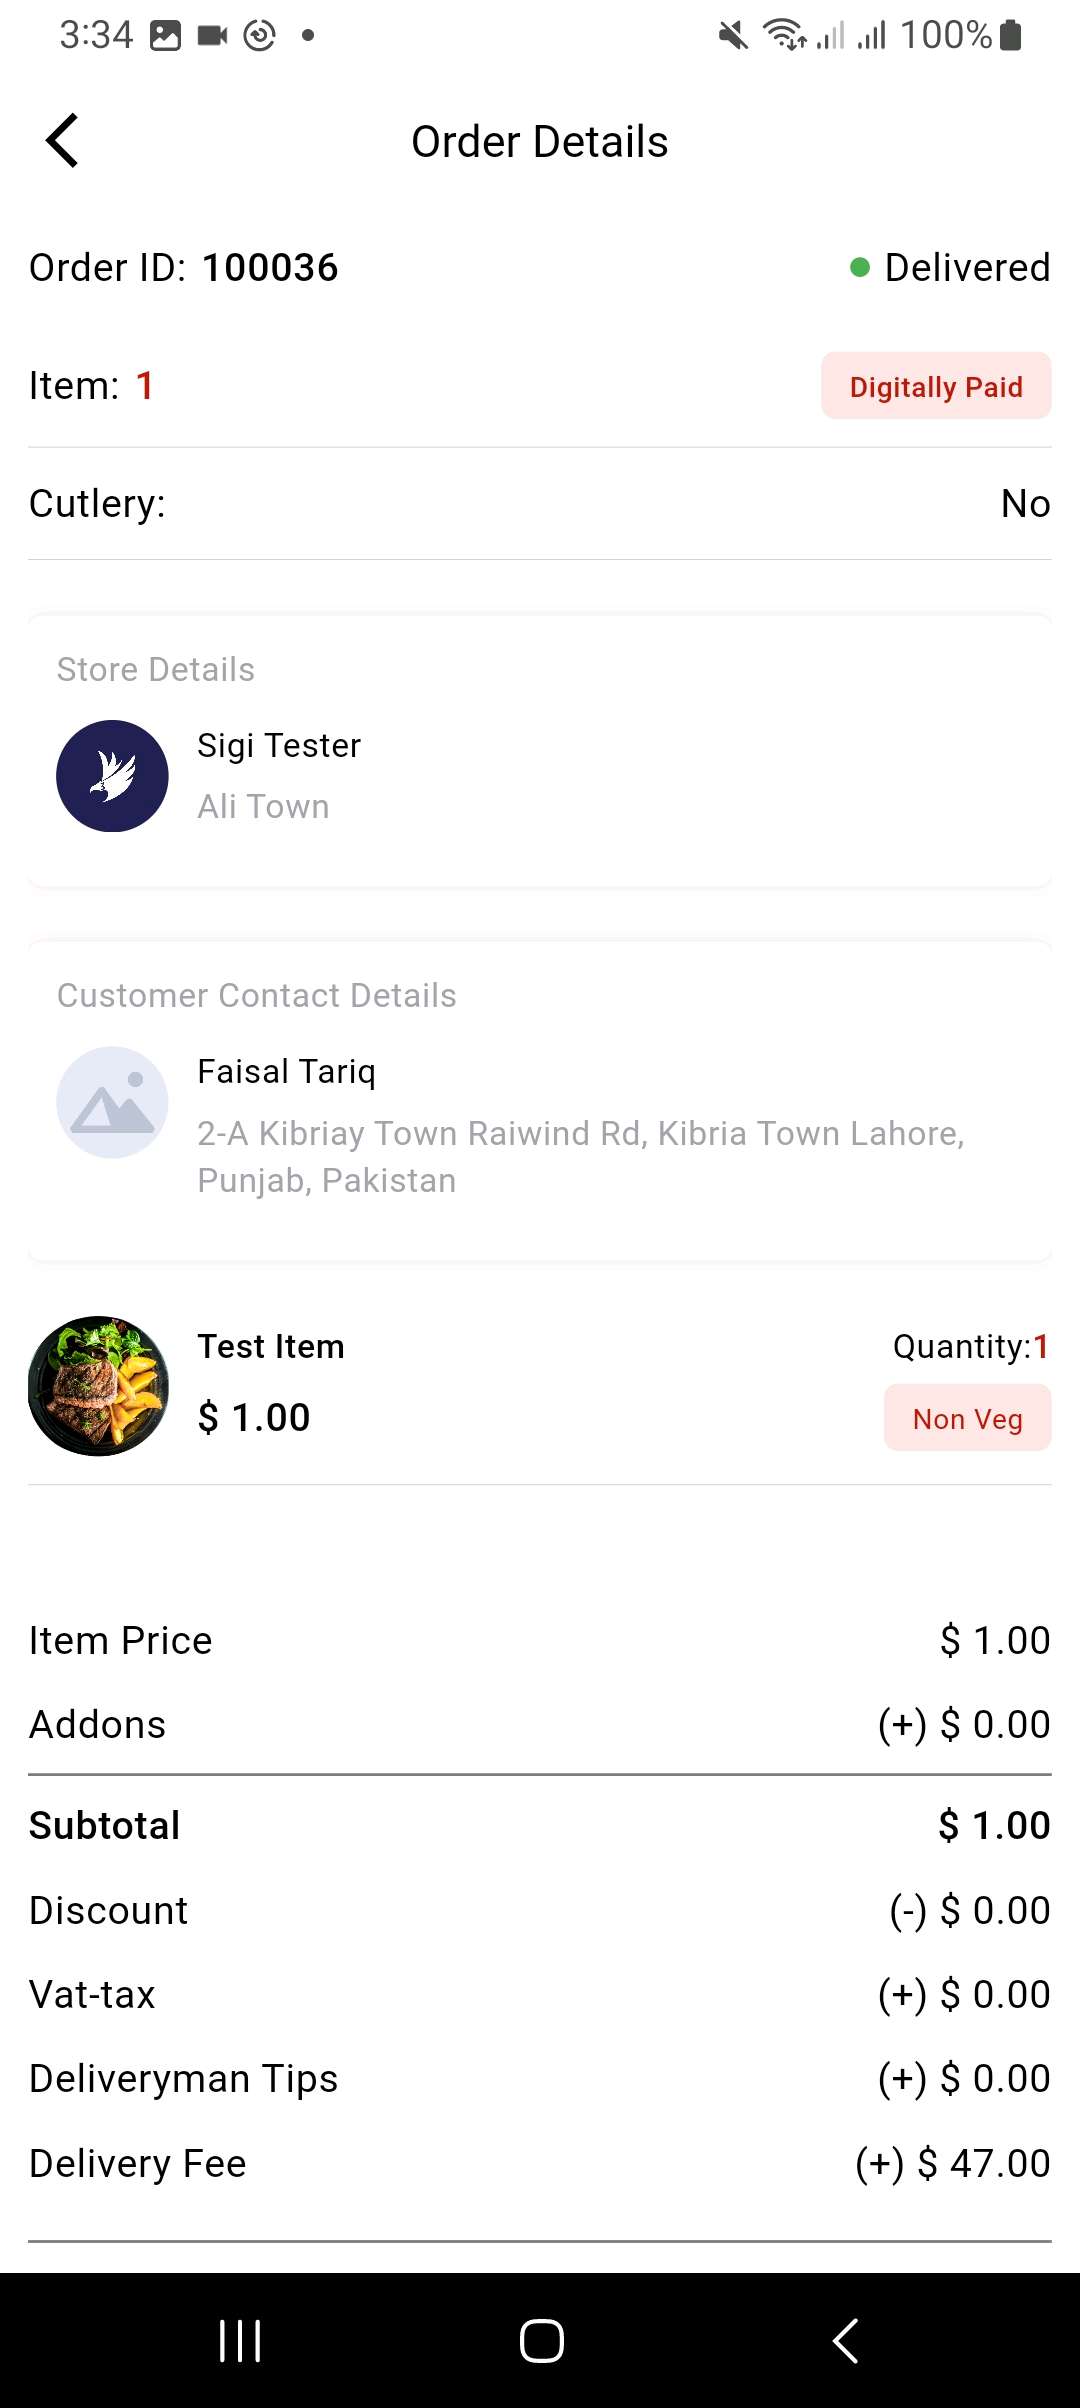 3:34 100%
Order Details
Order ID: 100036 Delivered
Item: 1 Digitally Paid
Cutlery: No
Store Details
Sigi Tester
Ali Town
Customer Contact Details
Faisal Tariq
2-A Kibriay Town Raiwind Rd, Kibria Town Lahore,
Punjab, Pakistan
Test Item Quantity:1
$ 1.00 Non Veg
Item Price $ 1.00
Addons (+) $ 0.00
Subtotal $ 1.00
Discount (-) $ 0.00
Vat-tax (+) $ 0.00
Deliveryman Tips (+) $ 0.00
Delivery Fee (+) $ 47.00